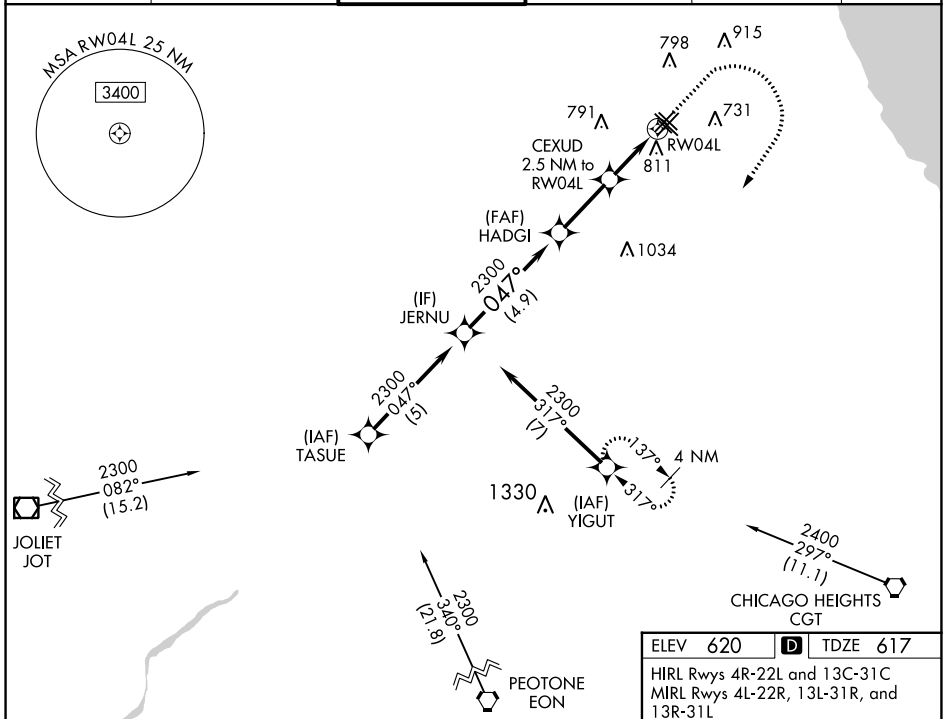 MSA RW04L 25 NM
3400
798
915
791
731
CEXUD
2.5 NM to
RW04L
RW04L
811
(FAF)
HADGI
1034
2300
047°
(4.9)
(IF)
JERNU
2300
047°
(5)
(IAF)
TASUE
2300
317°
(7)
137°
4 NM
317°
1330
(IAF)
YIGUT
2300
082°
(15.2)
JOLIET
JOT
2400
297°
(11.1)
CHICAGO HEIGHTS
CGT
2300
340°
(21.8)
PEOTONE
EON
ELEV 620 D TDZE 617
HIRL Rwys 4R-22L and 13C-31C
MIRL Rwys 4L-22R, 13L-31R, and
13R-31L